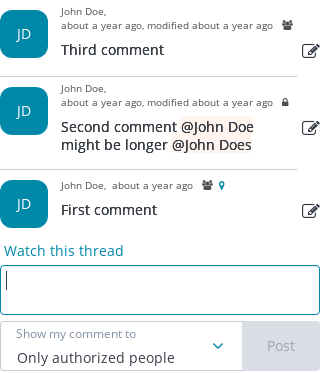 JD
John Doe,
about a year ago, modified about a year ago
Third comment
JD
John Doe,
about a year ago, modified about a year ago
Second comment @John Doe
might be longer @John Does
JD
John Doe, about a year ago
First comment
Watch this thread
Show my comment to
Only authorized people
Post